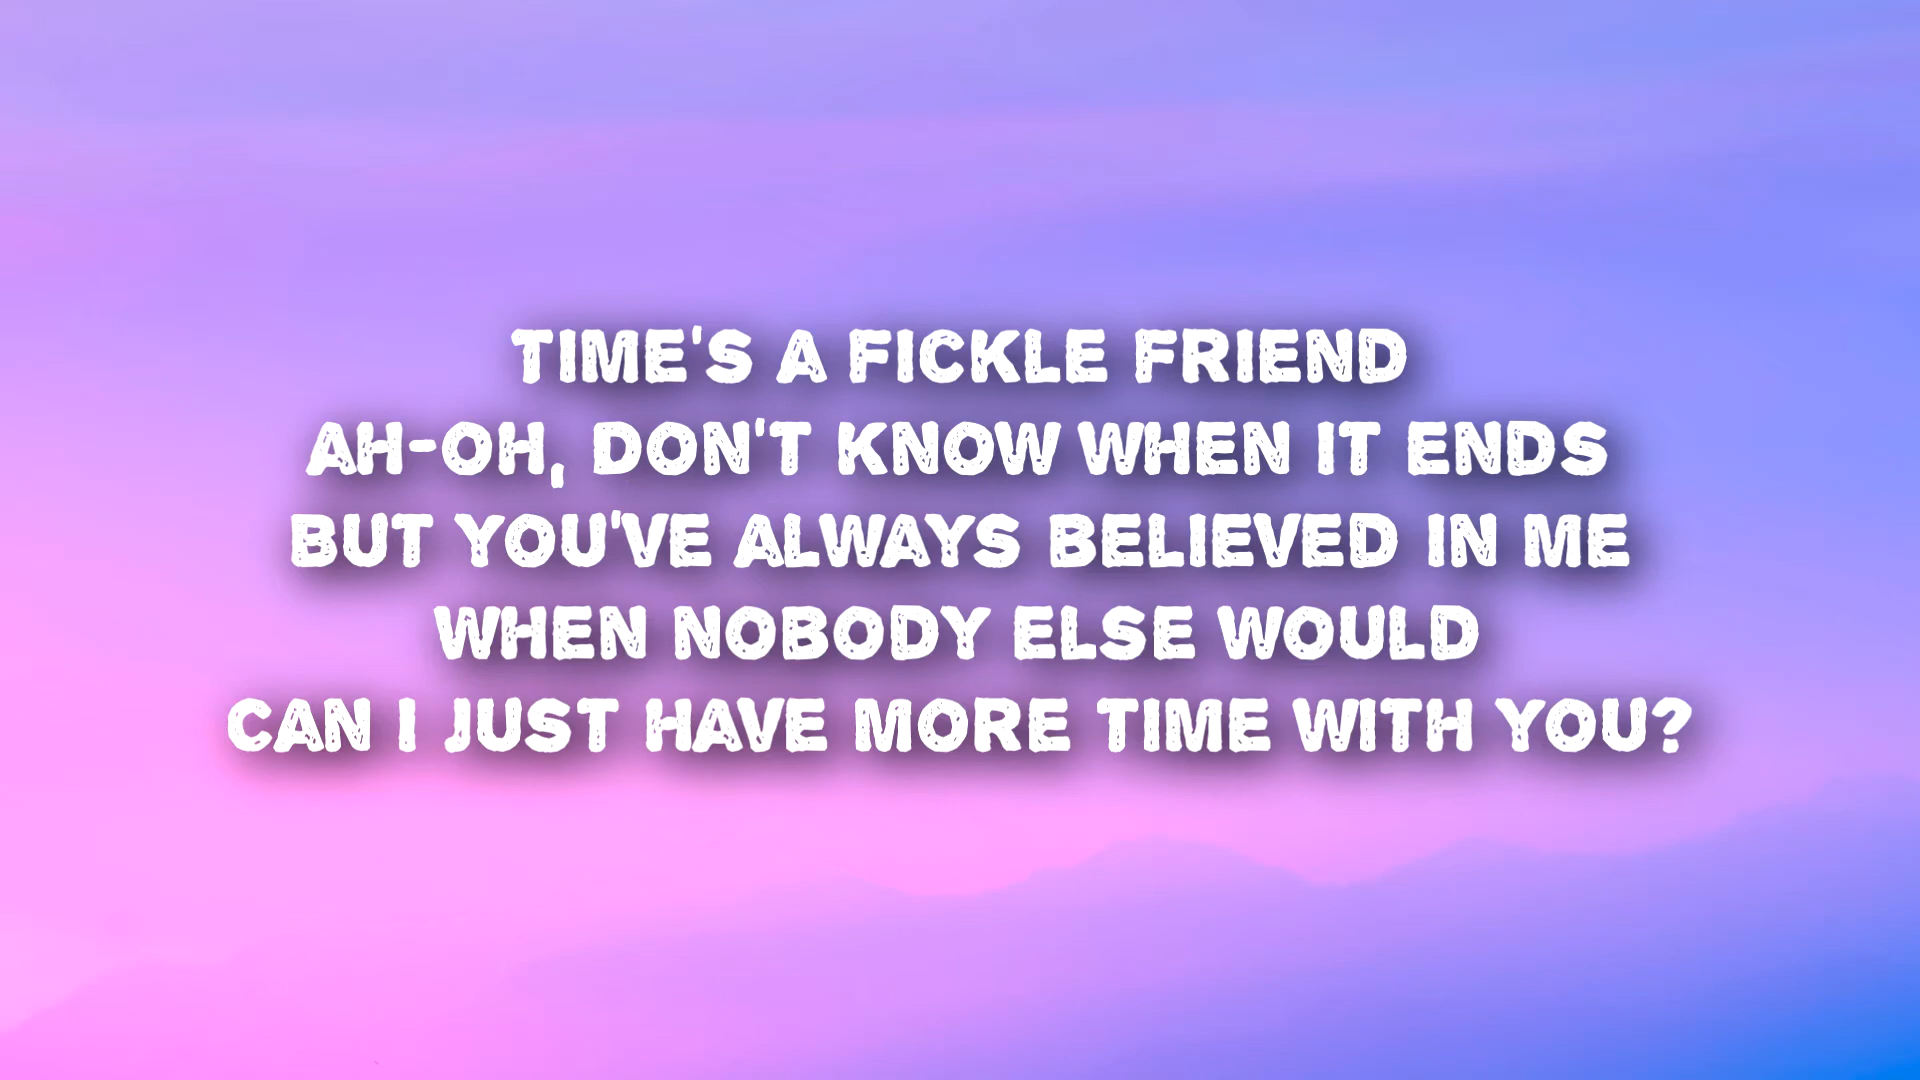 TIME'S A FICKLE FRIEND
AH-OH, DON'T KNOW WHEN IT ENDS
BUT YOU'VE ALWAYS BELIEVED IN ME
WHEN NOBODY ELSE WOULD
CAN I JUST HAVE MORE TIME WITH YOU?